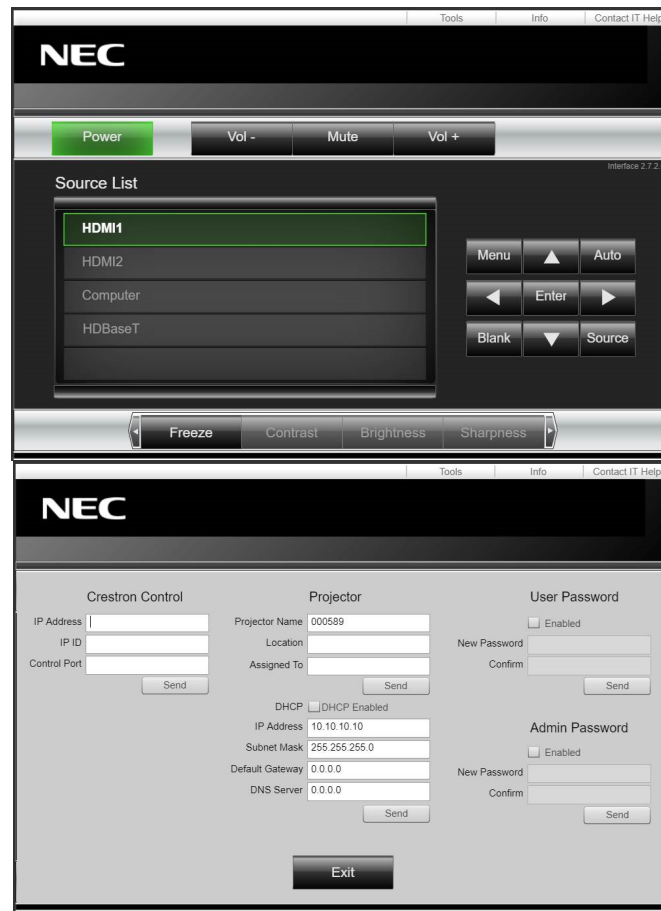 Tools Info Contact IT Help
NEC
Power Vol - Mute Vol +
Interface 2.7.2.
Source List
HDMI1
HDMI2
Computer
HDBaseT
Menu Auto
Enter
Blank Source
Freeze Contrast Brightness Sharpness
Tools Info Contact IT Help
NEC
Crestron Control
IP Address
IP ID
Control Port
Send
Projector
Projector Name 000589
Location
Assigned To
Send
DHCP DHCP Enabled
IP Address 10.10.10.10
Subnet Mask 255.255.255.0
Default Gateway 0.0.0.0
DNS Server 0.0.0.0
Send
User Password
Enabled
New Password
Confirm
Send
Admin Password
Enabled
New Password
Confirm
Send
Exit